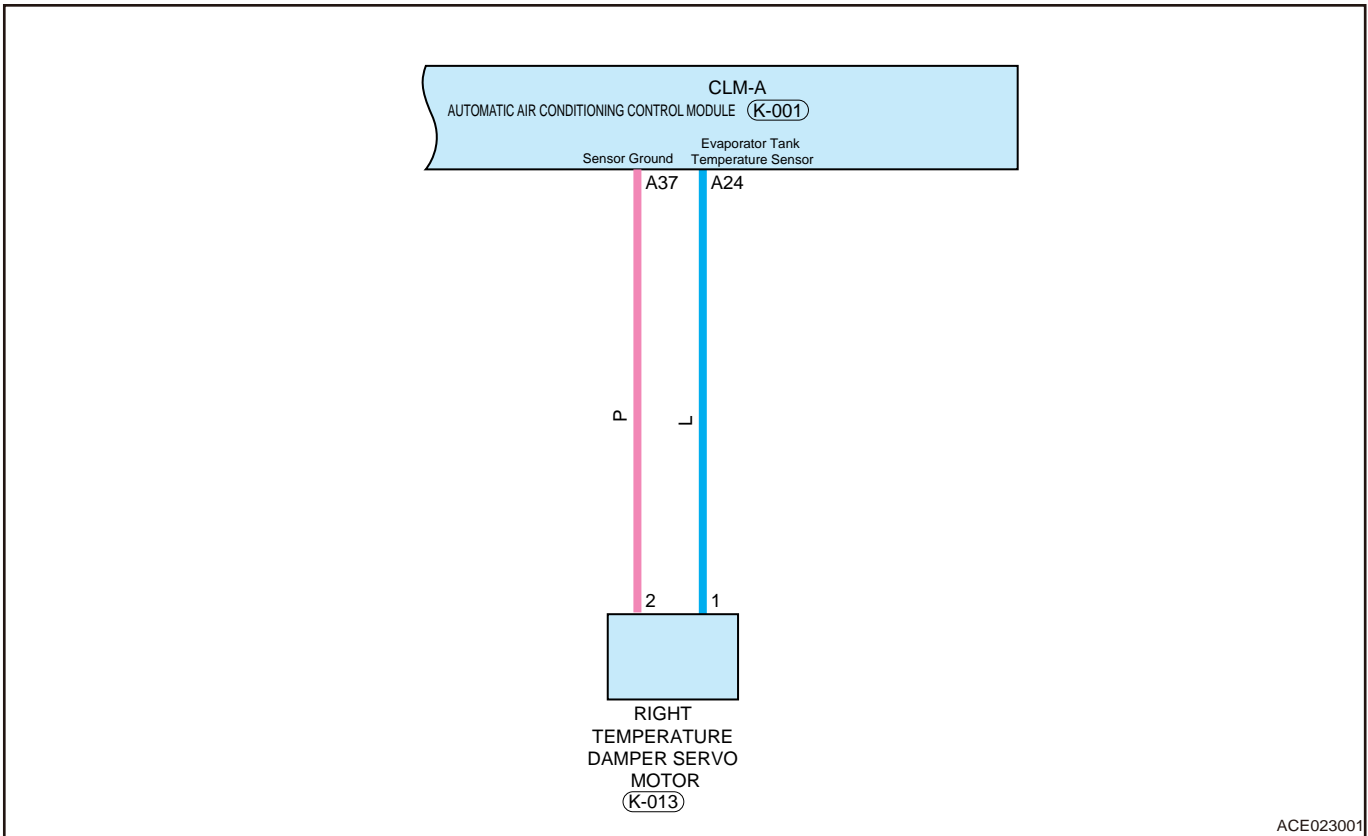 CLM-A
AUTOMATIC AIR CONDITIONING CONTROL MODULE K-001
Sensor Ground
Evaporator Tank
Temperature Sensor
A37
A24
P
L
2
1
RIGHT
TEMPERATURE
DAMPER SERVO
MOTOR
K-013
ACE023001